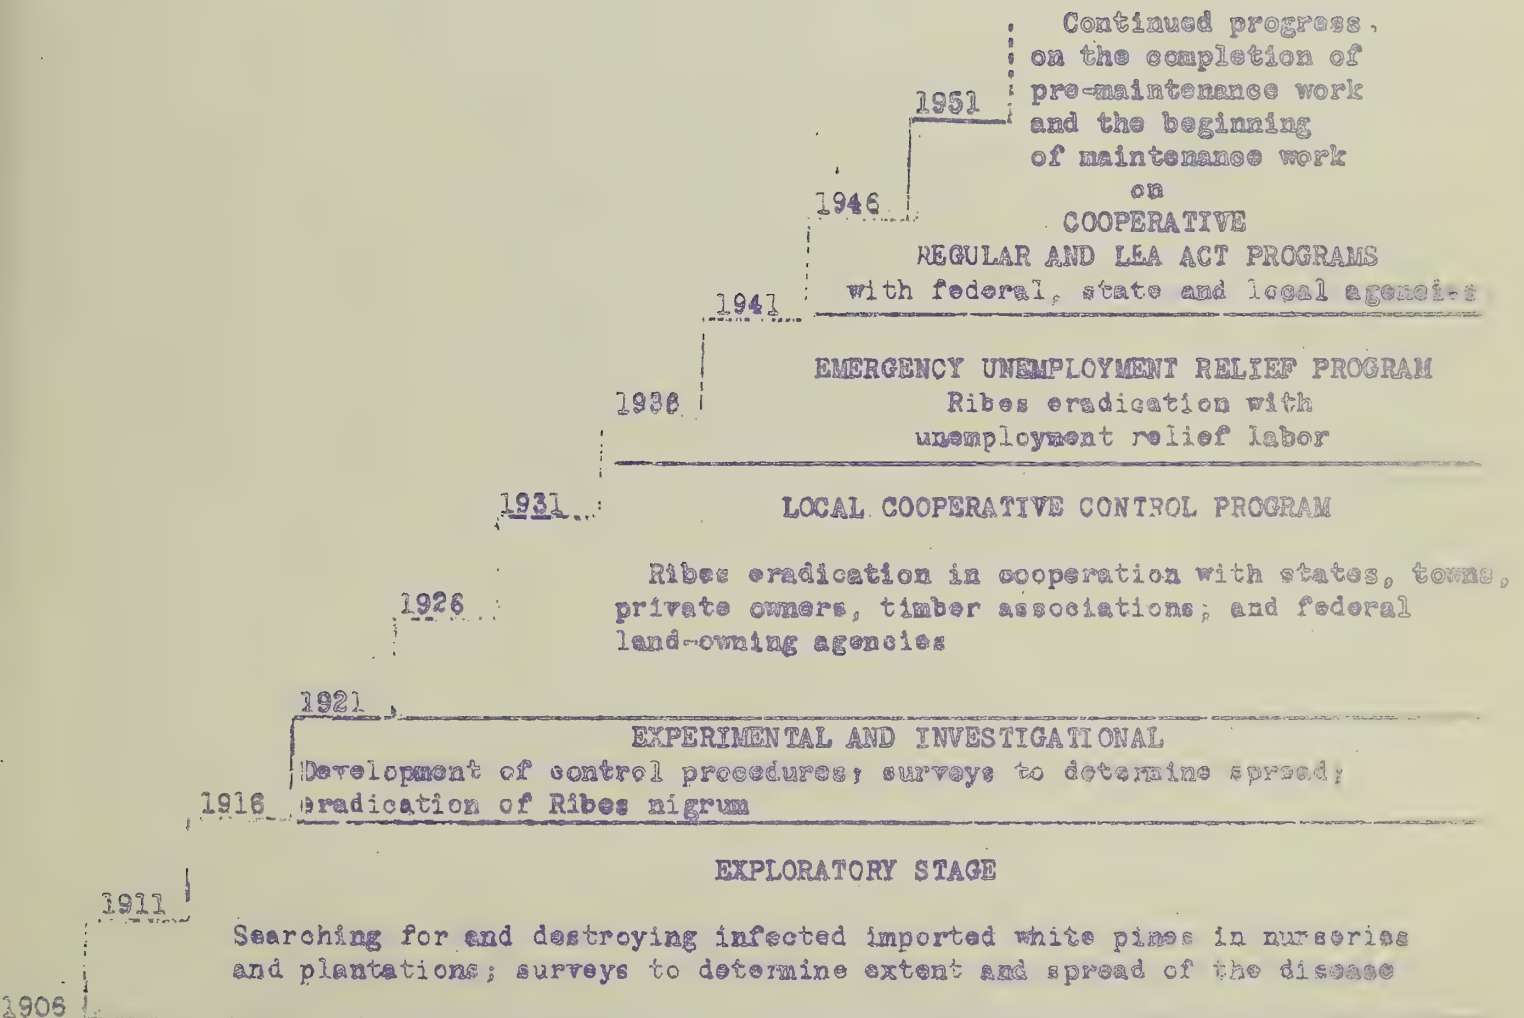 Continued progress
on the completion of
pre-maintenance work
1951
and the beginning
of maintenance work
on
1946
COOPERATIVE
REGULAR AND LEA ACT PROGRAMS
with federal, state and local agencies
1941
EMERGENCY UNEMPLOYMENT RELIEF PROGRAM
1936
Ribes eradication with
unemployment relief labor
1931
LOCAL COOPERATIVE CONTROL PROGRAM
Ribes eradication in cooperation with states, towns,
1926
private owners, timber associations; and federal
land-owning agencies
1921
EXPERIMENTAL AND INVESTIGATIONAL
Development of control procedures; surveys to determine spread;
1916
eradication of Ribes nigrum
EXPLORATORY STAGE
1911
Searching for and destroying infected imported white pines in nurseries
and plantations; surveys to determine extent and spread of the disease
1906